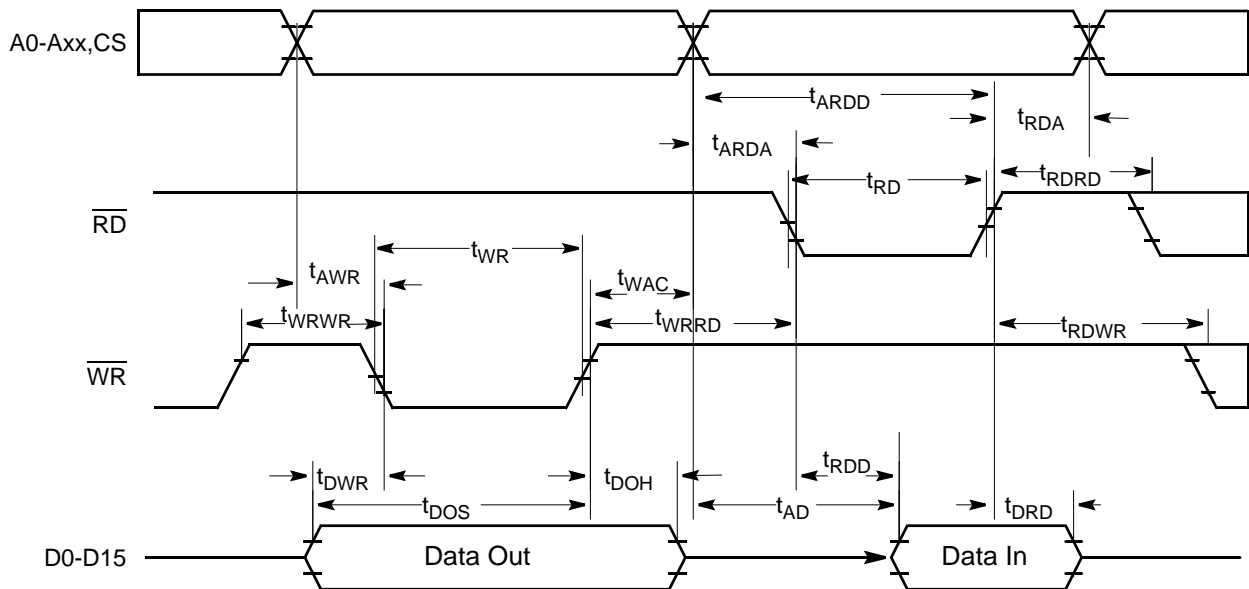 A0-Axx,CS
tARDD
tRDA
tARDA
tRD
tRDRD
RD
tWR
tAWR
tWAC
tWRWR
tWRRD
tRDWR
WR
tRDD
tDWR
tDOH
tDOS
tAD
tDRD
D0-D15
Data Out
Data In